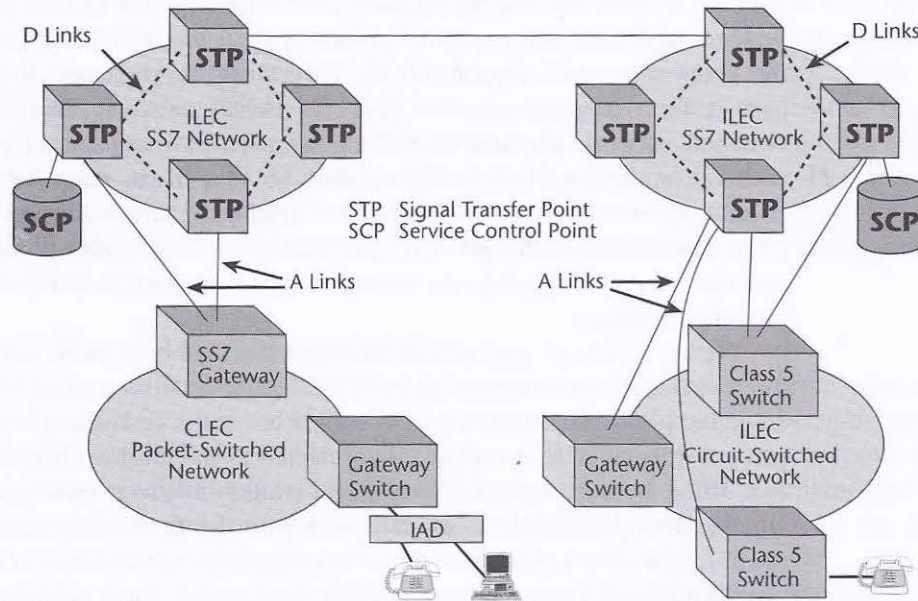 D Links
STP
STP
ILEC
SS7 Network
STP
STP
SCP
D Links
STP
STP
ILEC
SS7 Network
STP
STP
SCP
STP Signal Transfer Point
SCP Service Control Point
A Links
A Links
SS7
Gateway
CLEC
Packet-Switched
Network
Gateway
Switch
IAD
Class 5
Switch
ILEC
Circuit-Switched
Network
Gateway
Switch
Class 5
Switch